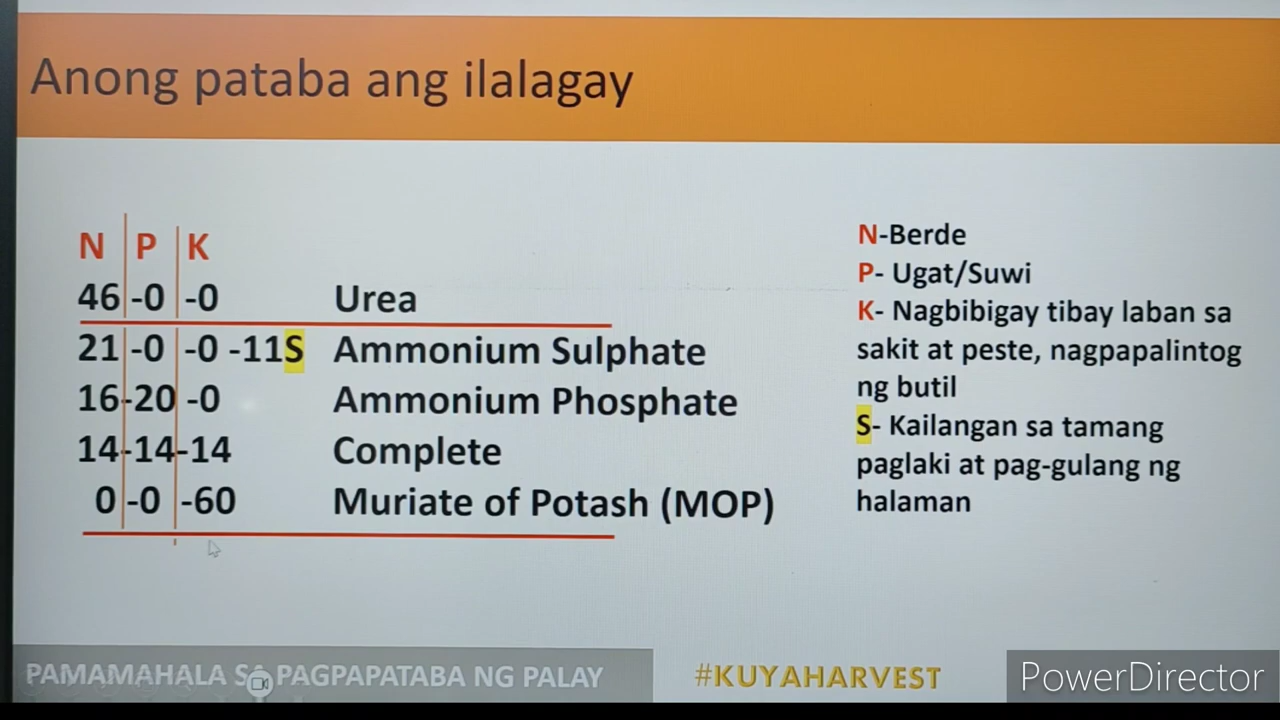 Anong pataba ang ilalagay
N P K
46 -0 -0 Urea
21 -0 -0 -11S Ammonium Sulphate
16-20 -0 Ammonium Phosphate
14-14-14 Complete
0 -0 -60 Muriate of Potash (MOP)
N-Berde
P- Ugat/Suwi
K- Nagbibigay tibay laban sa
sakit at peste, nagpapalintog
ng butil
S- Kailangan sa tamang
paglaki at pag-gulang ng
halaman
PAMAMAHALA SA PAGPAPATABA NG PALAY
#KUYAHARVEST
PowerDirector